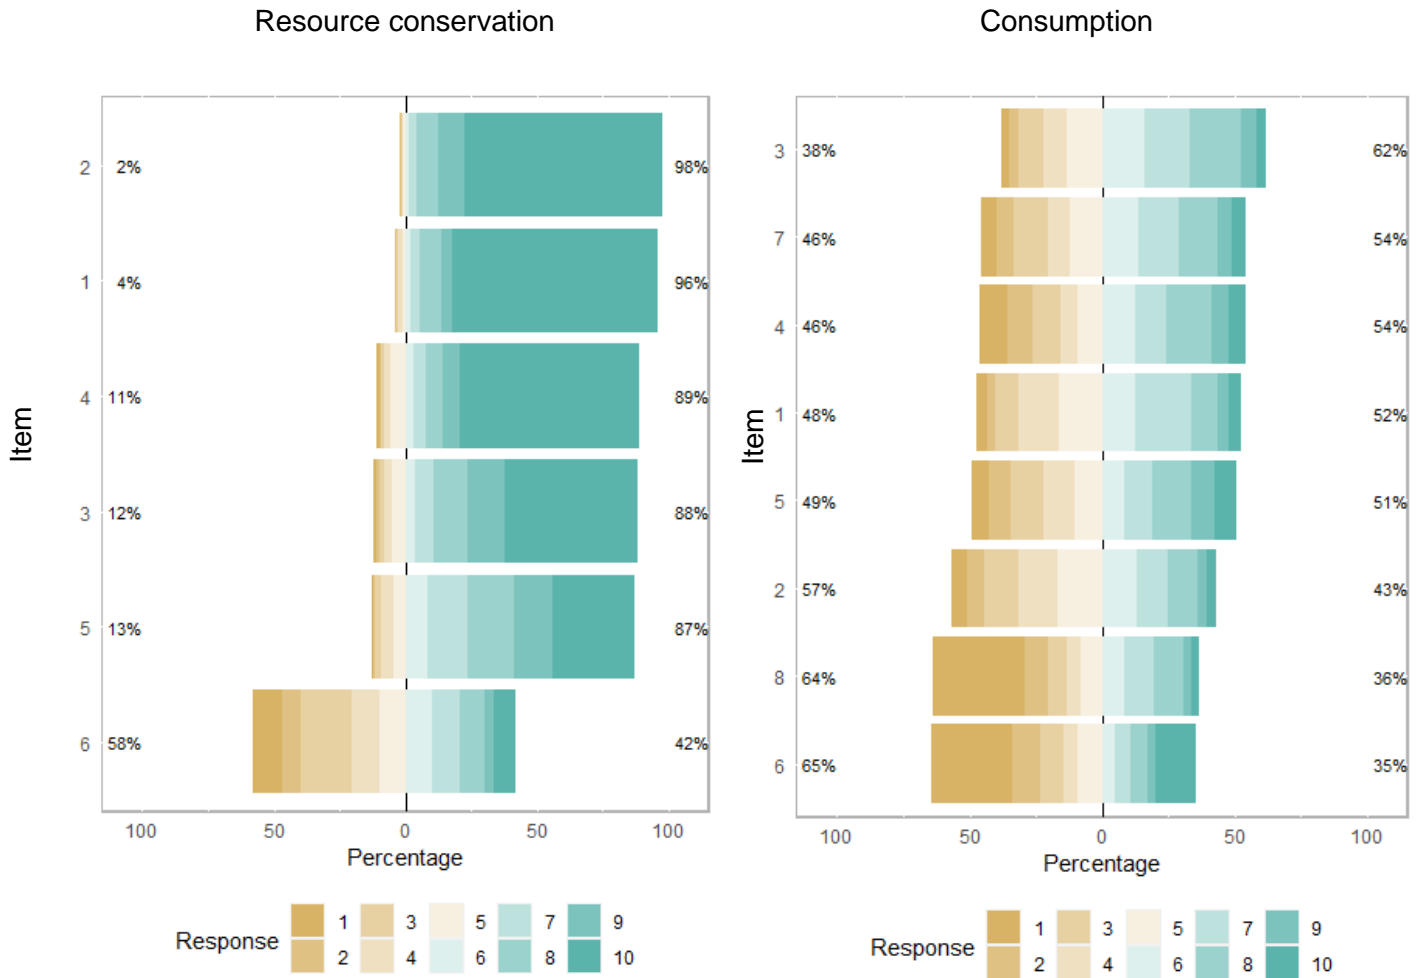 Resource conservation
Consumption
Item
2 2% 98%
1 4% 96%
4 11% 89%
3 12% 88%
5 13% 87%
6 58% 42%
100 50 0 50 100
Percentage
Response 1 3 5 7 9
2 4 6 8 10
Item
3 38% 62%
7 46% 54%
4 46% 54%
1 48% 52%
5 49% 51%
2 57% 43%
8 64% 36%
6 65% 35%
100 50 0 50 100
Percentage
Response 1 3 5 7 9
2 4 6 8 10